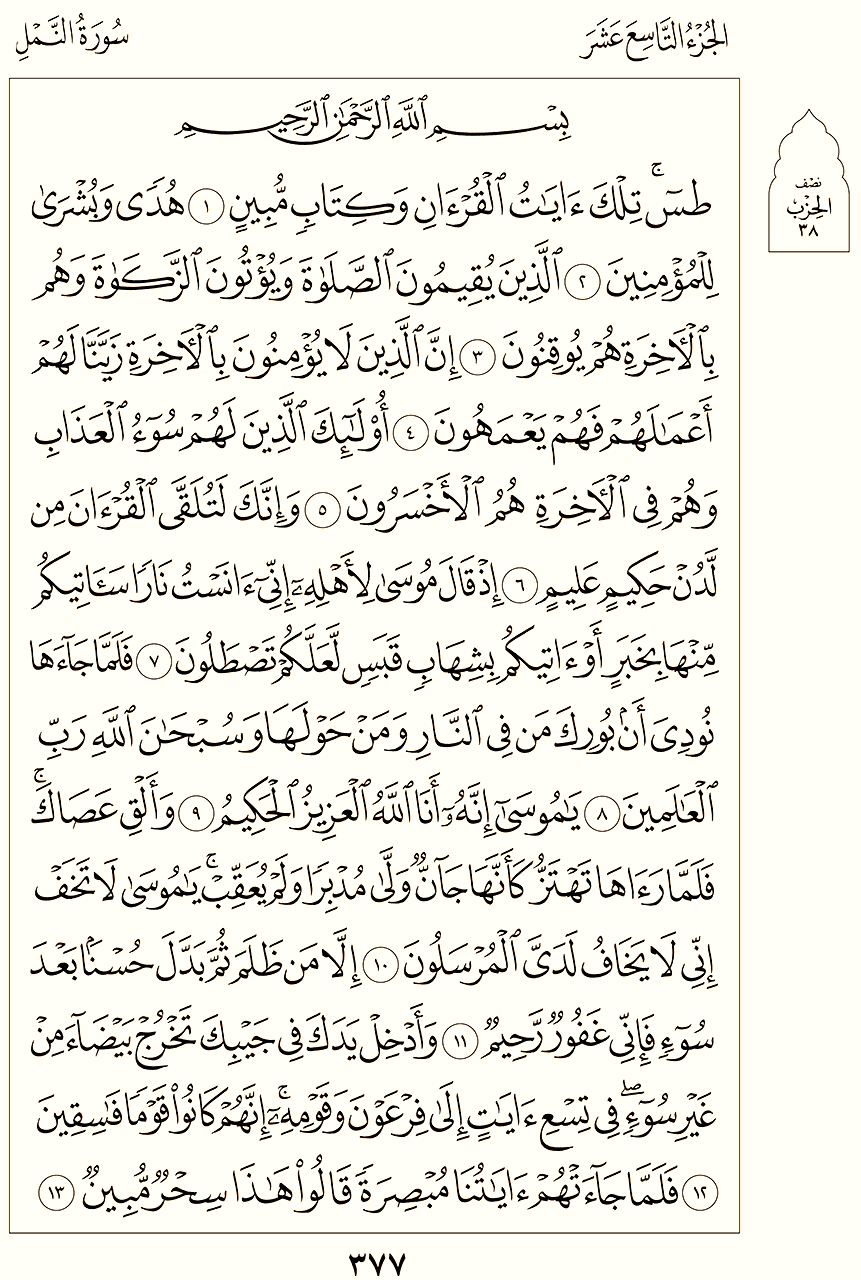 الجُزْءُ التَّاسِعَ عَشَرَ
سُورَةُ النَّمْلِ
نصف
الحِزْب
٣٨
بِسْمِ ٱللَّهِ ٱلرَّحْمَٰنِ ٱلرَّحِيمِ
طسٓۚ تِلْكَ ءَايَٰتُ ٱلْقُرْءَانِ وَكِتَابٍ مُّبِينٍ ١ هُدًى وَبُشْرَىٰ
لِلْمُؤْمِنِينَ ٢ ٱلَّذِينَ يُقِيمُونَ ٱلصَّلَوٰةَ وَيُؤْتُونَ ٱلزَّكَوٰةَ وَهُم
بِٱلْأَخِرَةِ هُمْ يُوقِنُونَ ٣ إِنَّ ٱلَّذِينَ لَا يُؤْمِنُونَ بِٱلْأَخِرَةِ زَيَّنَّا لَهُمْ
أَعْمَٰلَهُمْ فَهُمْ يَعْمَهُونَ ٤ أُو۟لَٰٓئِكَ ٱلَّذِينَ لَهُمْ سُوٓءُ ٱلْعَذَابِ
وَهُمْ فِى ٱلْأَخِرَةِ هُمُ ٱلْأَخْسَرُونَ ٥ وَإِنَّكَ لَتُلَقَّى ٱلْقُرْءَانَ مِن
لَّدُنْ حَكِيمٍ عَلِيمٍ ٦ إِذْ قَالَ مُوسَىٰ لِأَهْلِهِۦٓ إِنِّىٓ ءَانَسْتُ نَارًا سَـَٔاتِيكُم
مِّنْهَا بِخَبَرٍ أَوْ ءَاتِيكُم بِشِهَابٍ قَبَسٍ لَّعَلَّكُمْ تَصْطَلُونَ ٧ فَلَمَّا جَآءَهَا
نُودِىَ أَنۢ بُورِكَ مَن فِى ٱلنَّارِ وَمَنْ حَوْلَهَا وَسُبْحَٰنَ ٱللَّهِ رَبِّ
ٱلْعَٰلَمِينَ ٨ يَٰمُوسَىٰٓ إِنَّهُۥٓ أَنَا ٱللَّهُ ٱلْعَزِيزُ ٱلْحَكِيمُ ٩ وَأَلْقِ عَصَاكَۚ
فَلَمَّا رَءَاهَا تَهْتَزُّ كَأَنَّهَا جَآنٌّ وَلَّىٰ مُدْبِرًا وَلَمْ يُعَقِّبْۚ يَٰمُوسَىٰ لَا تَخَفْ
إِنِّى لَا يَخَافُ لَدَىَّ ٱلْمُرْسَلُونَ ١٠ إِلَّا مَن ظَلَمَ ثُمَّ بَدَّلَ حُسْنًۢا بَعْدَ
سُوٓءٍ فَإِنِّى غَفُورٌ رَّحِيمٌ ١١ وَأَدْخِلْ يَدَكَ فِى جَيْبِكَ تَخْرُجْ بَيْضَآءَ مِنْ
غَيْرِ سُوٓءٍۖ فِى تِسْعِ ءَايَٰتٍ إِلَىٰ فِرْعَوْنَ وَقَوْمِهِۦٓۚ إِنَّهُمْ كَانُوا۟ قَوْمًا فَٰسِقِينَ
١٢ فَلَمَّا جَآءَتْهُمْ ءَايَٰتُنَا مُبْصِرَةً قَالُوا۟ هَٰذَا سِحْرٌ مُّبِينٌ ١٣
٣٧٧